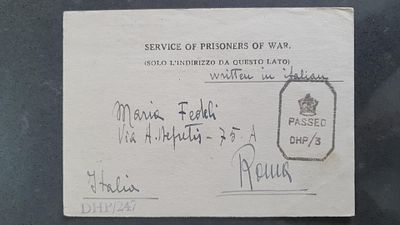 SERVICE OF PRISONERS OF WAR.
(SOLO L'INDIRIZZO DA QUESTO LATO)
written in italian
Maria Fedeli
Via A. Depretis - 75 A
Roma
Italia
PASSED
DHP/3
DHP/247